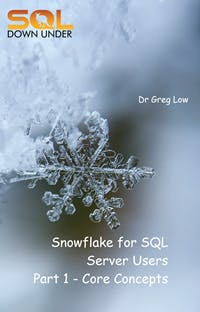 SQL
DOWN UNDER
Dr Greg Low
Snowflake for SQL
Server Users
Part 1 - Core Concepts